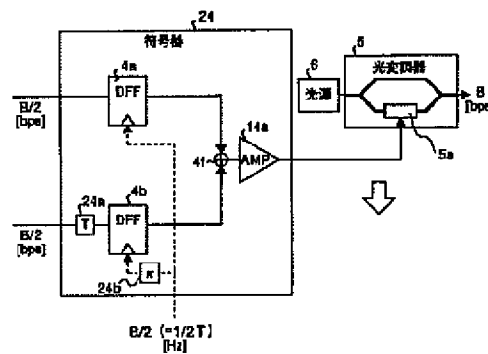 24
符号器
4a
DFF
B/2
[bps]
14a
AMP
4f
24a
T
4b
DFF
B/2
[bps]
π
24b
B/2 (=1/2T)
[Hz]
6
光源
5
光変調器
B
[bps]
5a